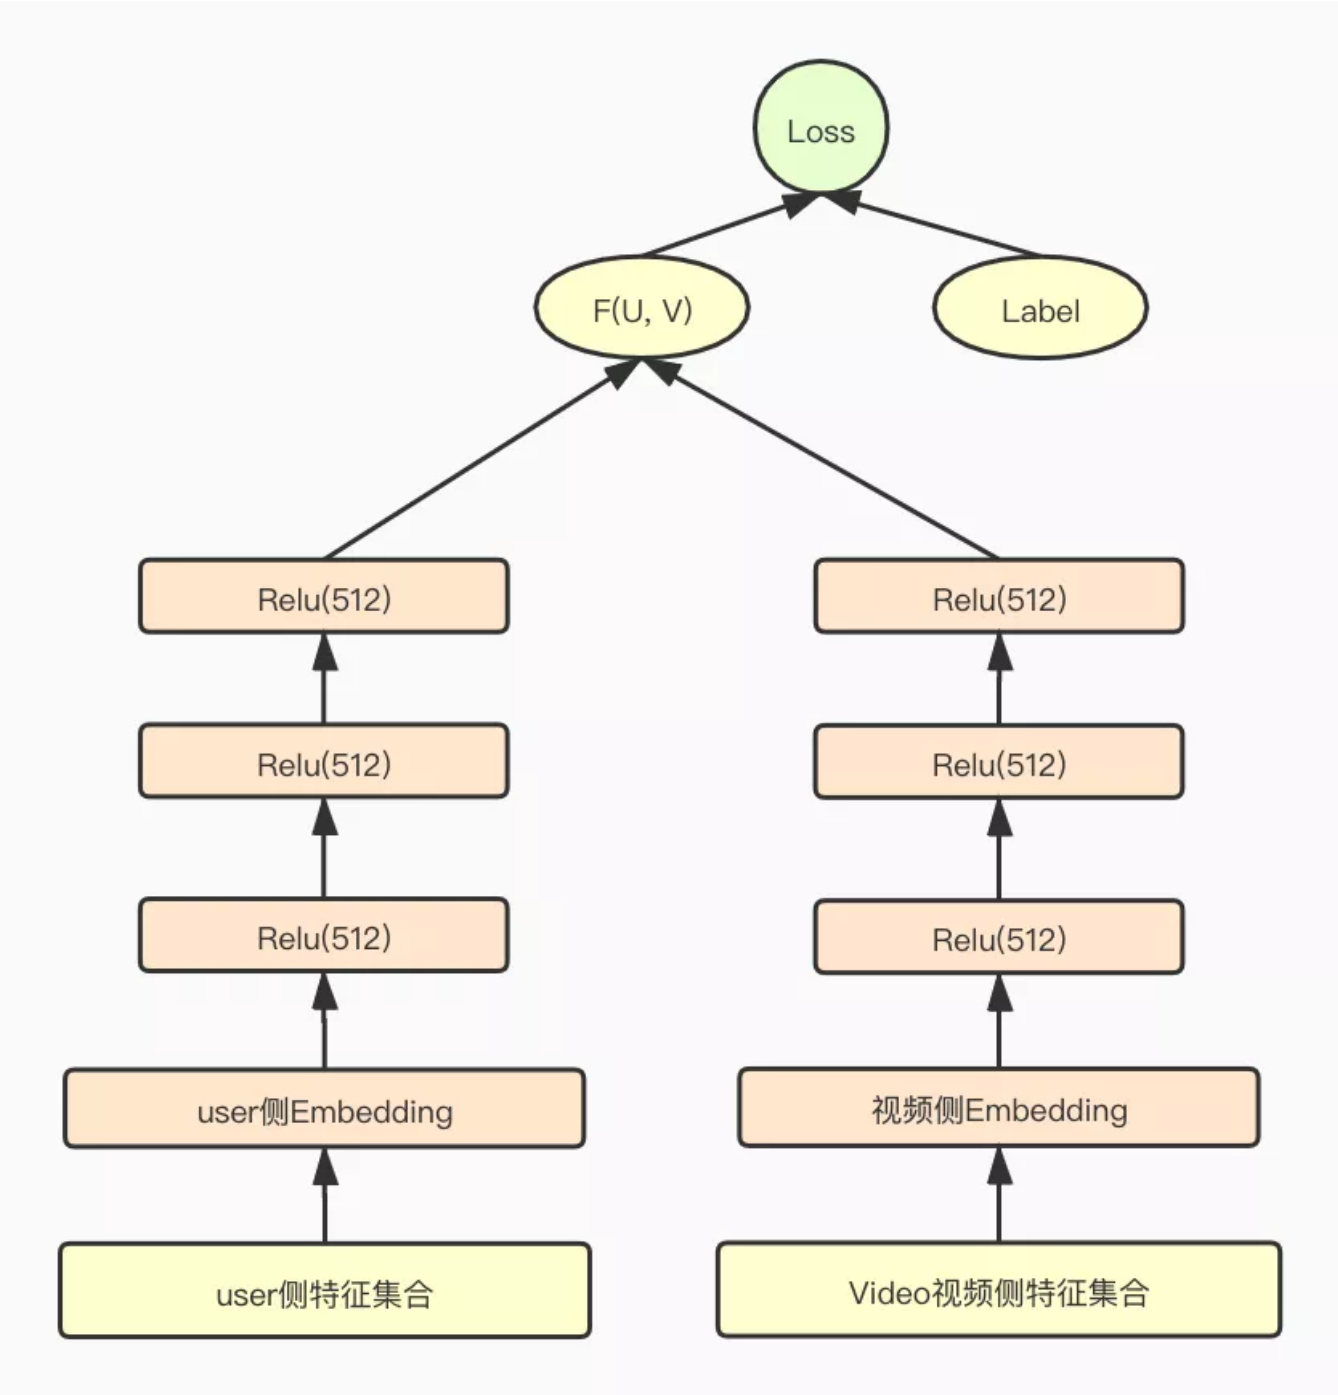 Loss
F(U, V)
Label
Relu(512)
Relu(512)
Relu(512)
Relu(512)
Relu(512)
Relu(512)
user侧Embedding
视频侧Embedding
user侧特征集合
Video视频侧特征集合